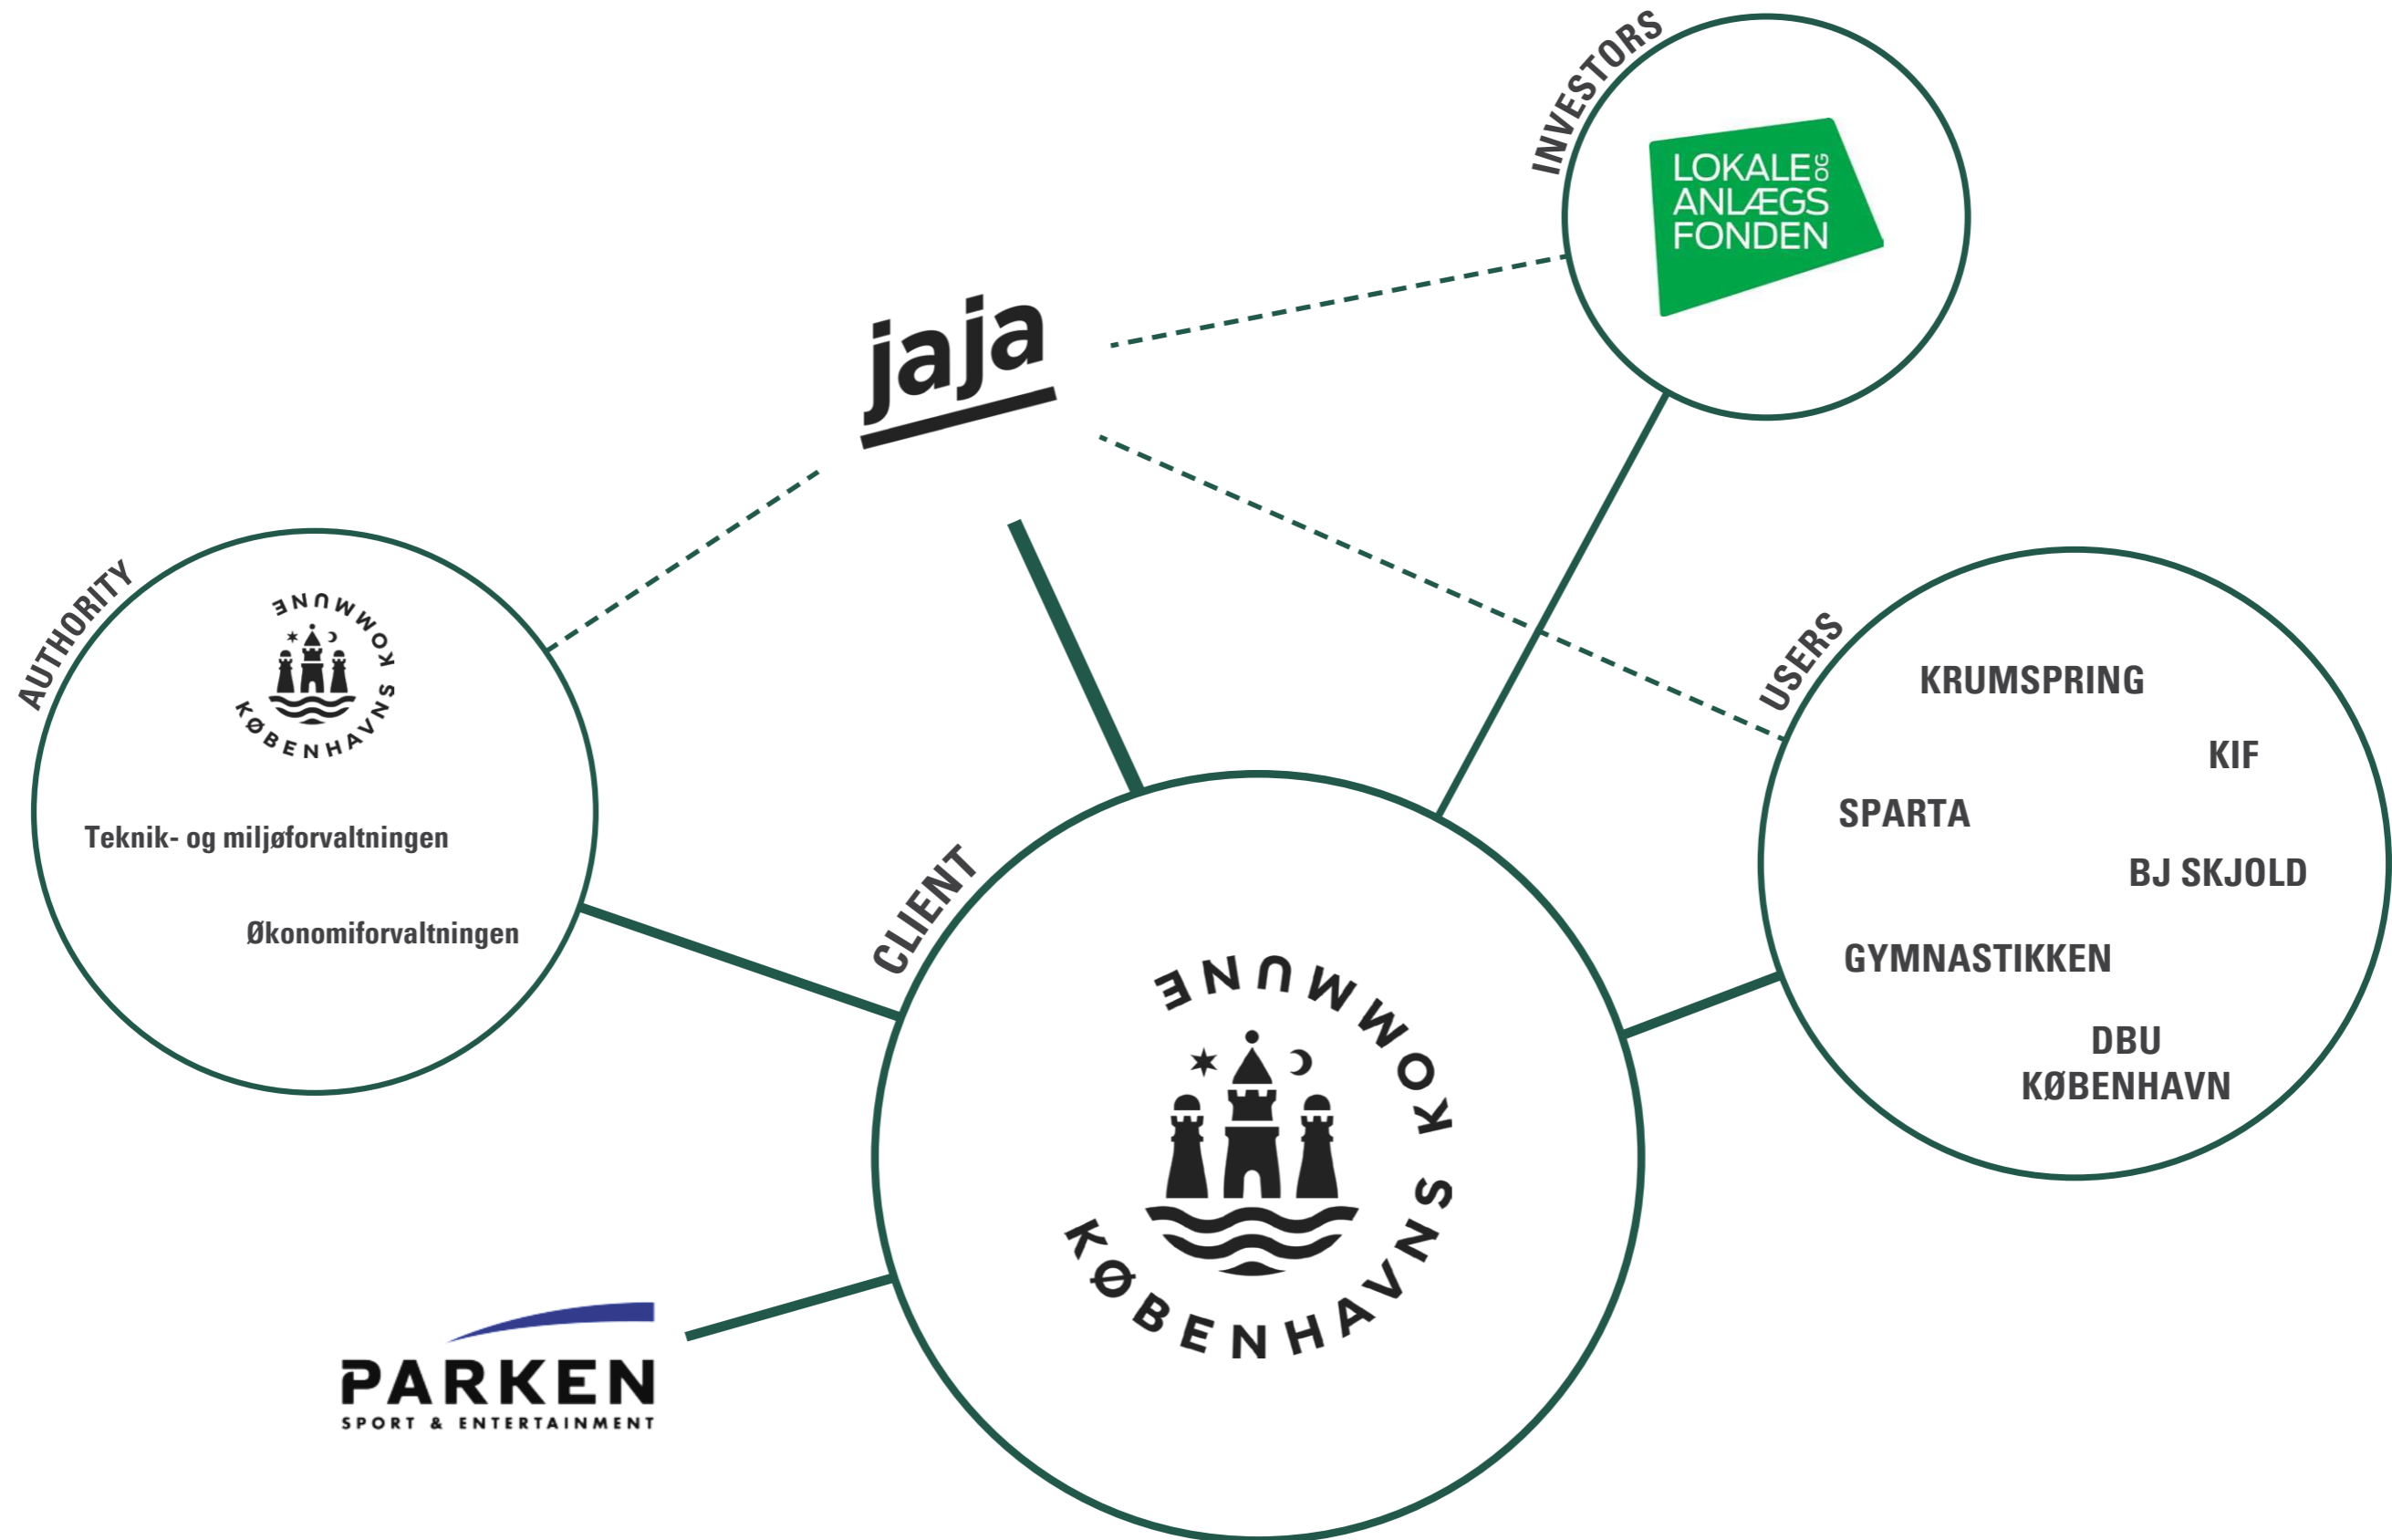 INVESTORS
LOKALE OG
ANLÆGS
FONDEN
jaja
AUTHORITY
KØBENHAVNS KOMMUNE
Teknik- og miljøforvaltningen
Økonomiforvaltningen
USERS
KRUMSPRING
KIF
SPARTA
BJ SKJOLD
GYMNASTIKKEN
DBU
KØBENHAVN
CLIENT
KØBENHAVNS KOMMUNE
PARKEN
SPORT & ENTERTAINMENT